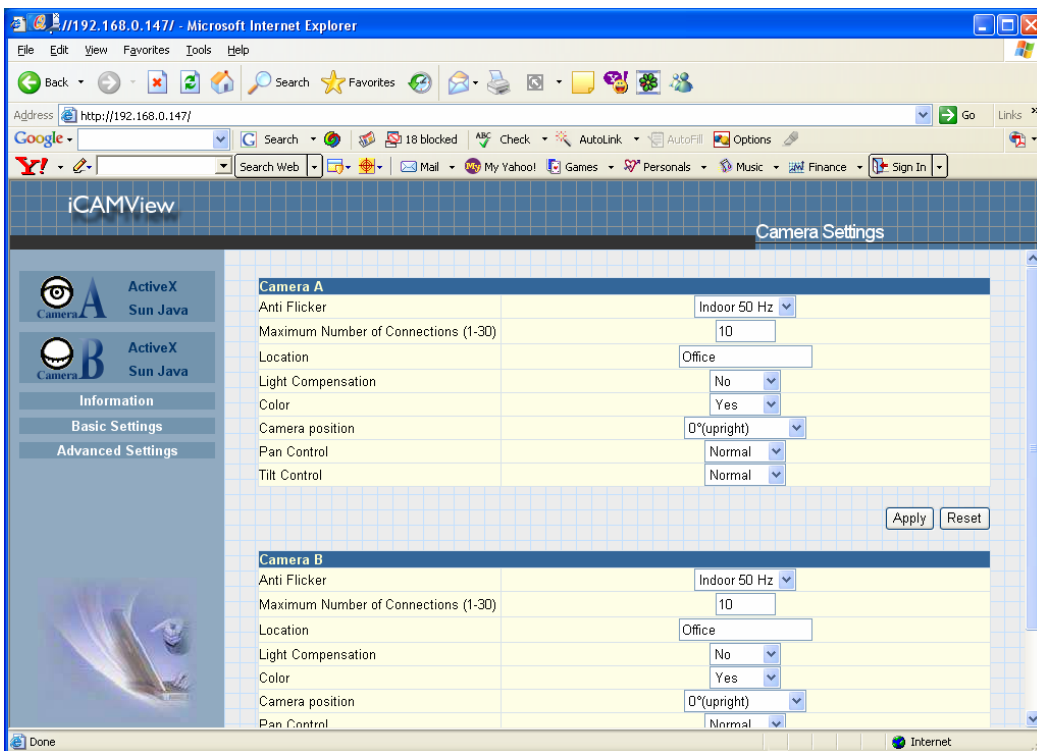 //192.168.0.147/ - Microsoft Internet Explorer
File Edit View Favorites Tools Help
Back Search Favorites
Address http://192.168.0.147/ Go Links »
Google Search 18 blocked ABC Check AutoLink AutoFill Options
Y! Search Web Mail My Yahoo! Games Personals Music Finance Sign In
iCAMView
Camera Settings
Camera A
ActiveX
Sun Java
Camera B
ActiveX
Sun Java
Information
Basic Settings
Advanced Settings
Camera A
Anti Flicker Indoor 50 Hz
Maximum Number of Connections (1-30) 10
Location Office
Light Compensation No
Color Yes
Camera position 0°(upright)
Pan Control Normal
Tilt Control Normal
Apply Reset
Camera B
Anti Flicker Indoor 50 Hz
Maximum Number of Connections (1-30) 10
Location Office
Light Compensation No
Color Yes
Camera position 0°(upright)
Pan Control Normal
Done Internet